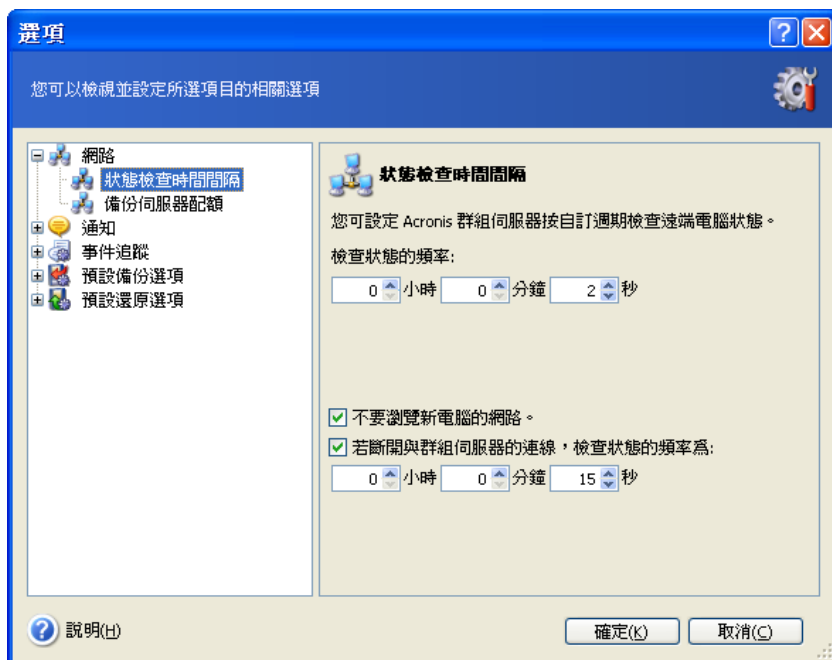 選項
您可以檢視並設定所選項目的相關選項
網路
狀態檢查時間間隔
備份伺服器配額
通知
事件追蹤
預設備份選項
預設還原選項
狀態檢查時間間隔
您可設定 Acronis 群組伺服器按自訂週期檢查遠端電腦狀態。
檢查狀態的頻率:
0 小時 0 分鐘 2 秒
不要瀏覽新電腦的網路。
若斷開與群組伺服器的連線，檢查狀態的頻率為:
0 小時 0 分鐘 15 秒
說明(H)
確定(K)
取消(C)